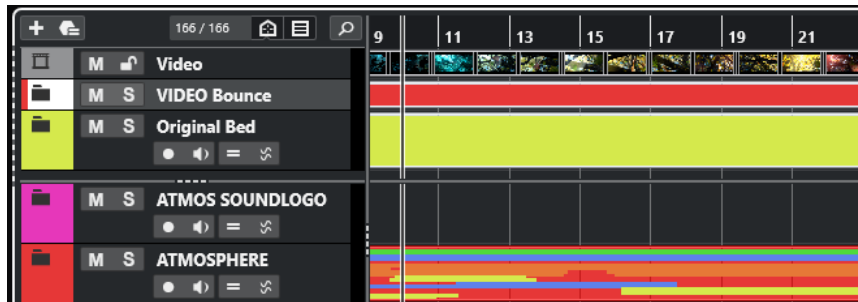 166 / 166
9 11 13 15 17 19 21
M Video
M S VIDEO Bounce
M S Original Bed
M S ATMOS SOUNDLOGO
M S ATMOSPHERE